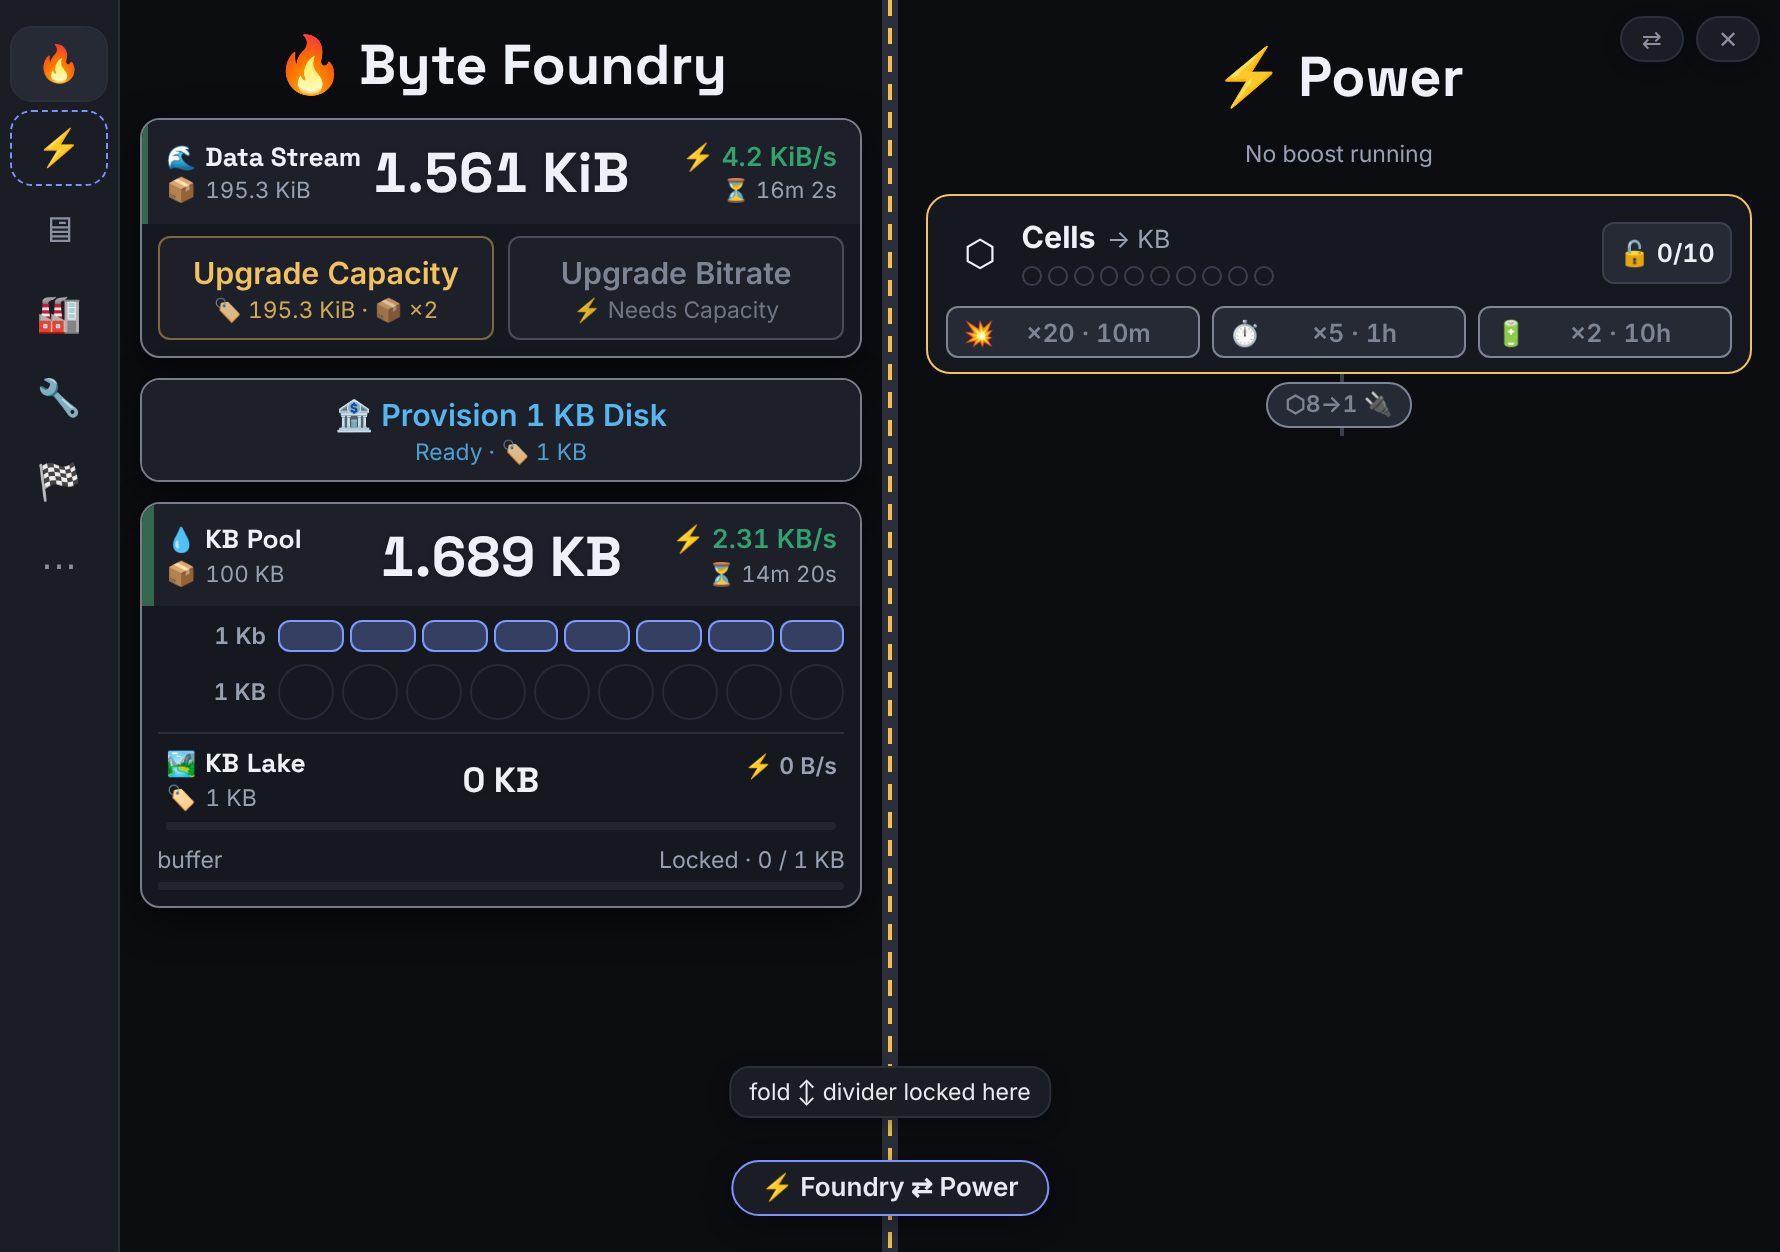 🔥 Byte Foundry
🌊 Data Stream
📦 195.3 KiB
1.561 KiB
⚡ 4.2 KiB/s
⏳ 16m 2s
Upgrade Capacity
🏷️ 195.3 KiB · 📦 ×2
Upgrade Bitrate
⚡ Needs Capacity
🏦 Provision 1 KB Disk
Ready · 🏷️ 1 KB
💧 KB Pool
📦 100 KB
1.689 KB
⚡ 2.31 KB/s
⏳ 14m 20s
1 Kb
1 KB
🏞️ KB Lake
🏷️ 1 KB
0 KB
⚡ 0 B/s
buffer
Locked · 0 / 1 KB
⚡ Power
No boost running
Cells → KB
🔓 0/10
💥 ×20 · 10m
⏱️ ×5 · 1h
🔋 ×2 · 10h
⬡8→1 🔌
fold ↕ divider locked here
⚡ Foundry ⇄ Power